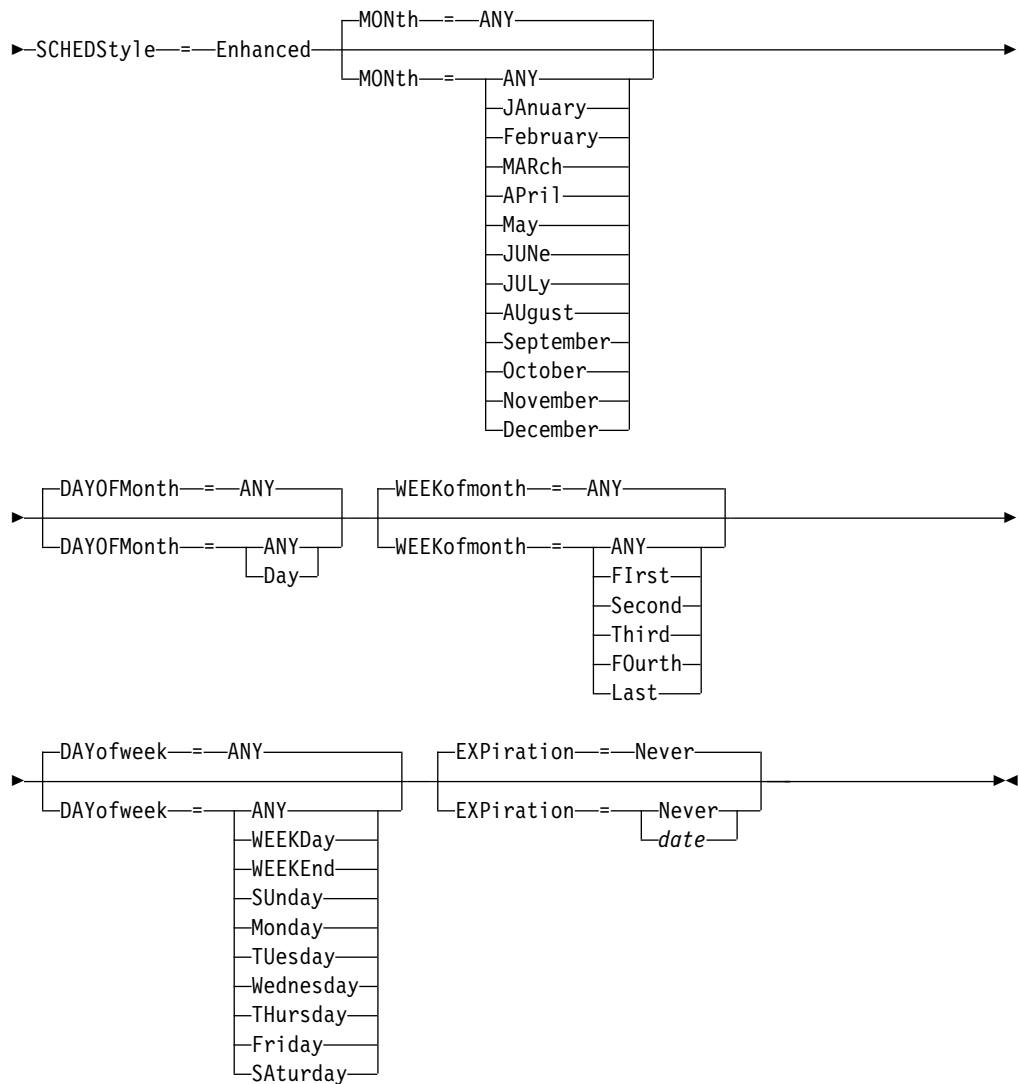 MONth = ANY
SCHEDStyle = Enhanced
MONth = ANY
JAnuary
February
MARch
APril
May
JUNe
JULy
AUgust
September
October
November
December
DAYOFMonth = ANY WEEKofmonth = ANY
DAYOFMonth = ANY WEEKofmonth = ANY
Day FIrst
Second
Third
FOurth
Last
DAYofweek = ANY EXPiration = Never
DAYofweek = ANY EXPiration = Never
WEEKDay date
WEEKEnd
SUnday
Monday
TUesday
Wednesday
THursday
Friday
SAturday